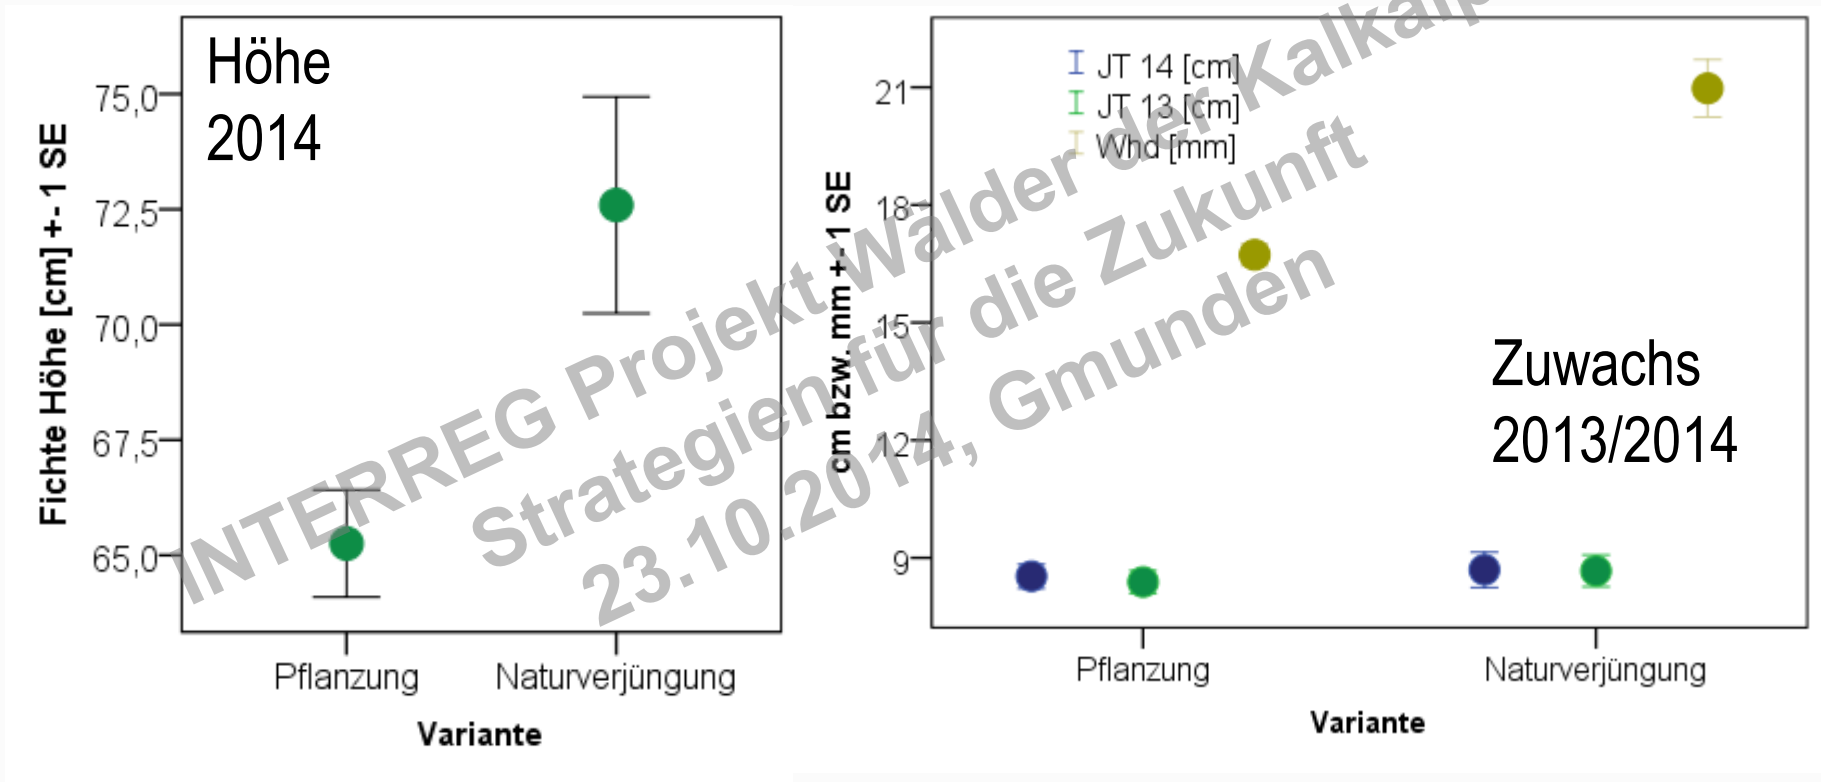 Höhe
2014
75,0
72,5
70,0
67,5
65,0
Fichte Höhe [cm] +- 1 SE
Pflanzung
Naturverjüngung
Variante
JT 14 [cm]
JT 13 [cm]
Whd [mm]
21
18
15
12
9
cm bzw. mm +- 1 SE
Zuwachs
2013/2014
Pflanzung
Naturverjüngung
Variante
INTERREG Projekt Wälder der Kalkalp
Strategien für die Zukunft
23.10.2014, Gmunden